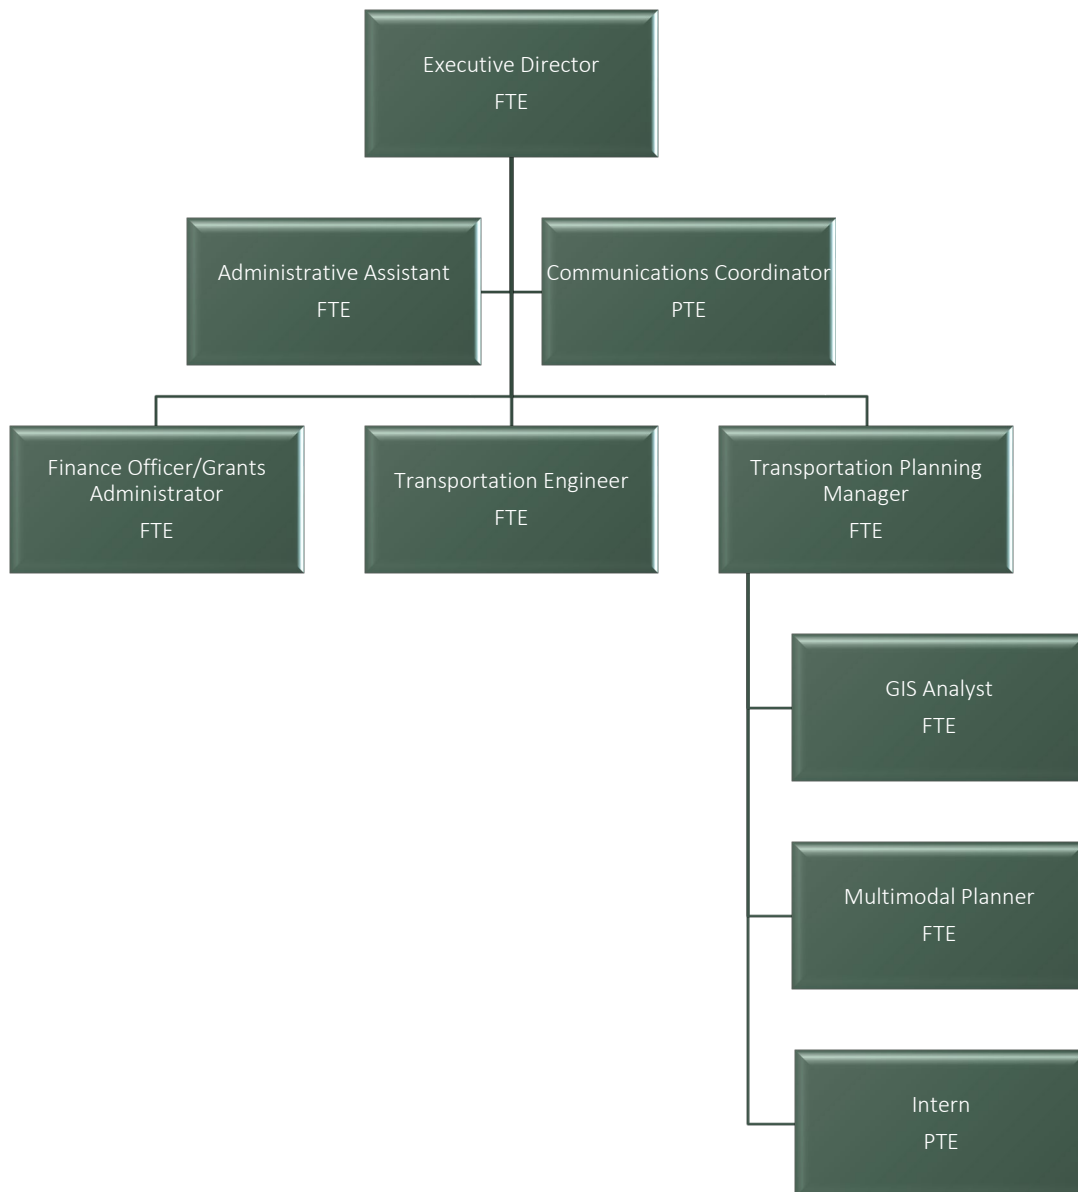 Executive Director
FTE
Administrative Assistant
FTE
Communications Coordinator
PTE
Finance Officer/Grants
Administrator
FTE
Transportation Engineer
FTE
Transportation Planning
Manager
FTE
GIS Analyst
FTE
Multimodal Planner
FTE
Intern
PTE